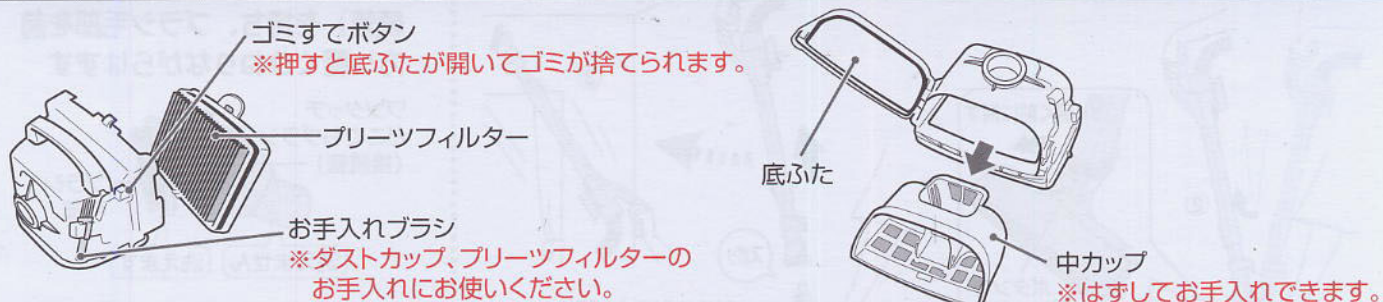 ゴミすてボタン
※押すと底ふたが開いてゴミが捨てられます。
プリーツフィルター
お手入れブラシ
※ダストカップ、プリーツフィルターの
お手入れにお使いください。
底ふた
中カップ
※はずしてお手入れできます。